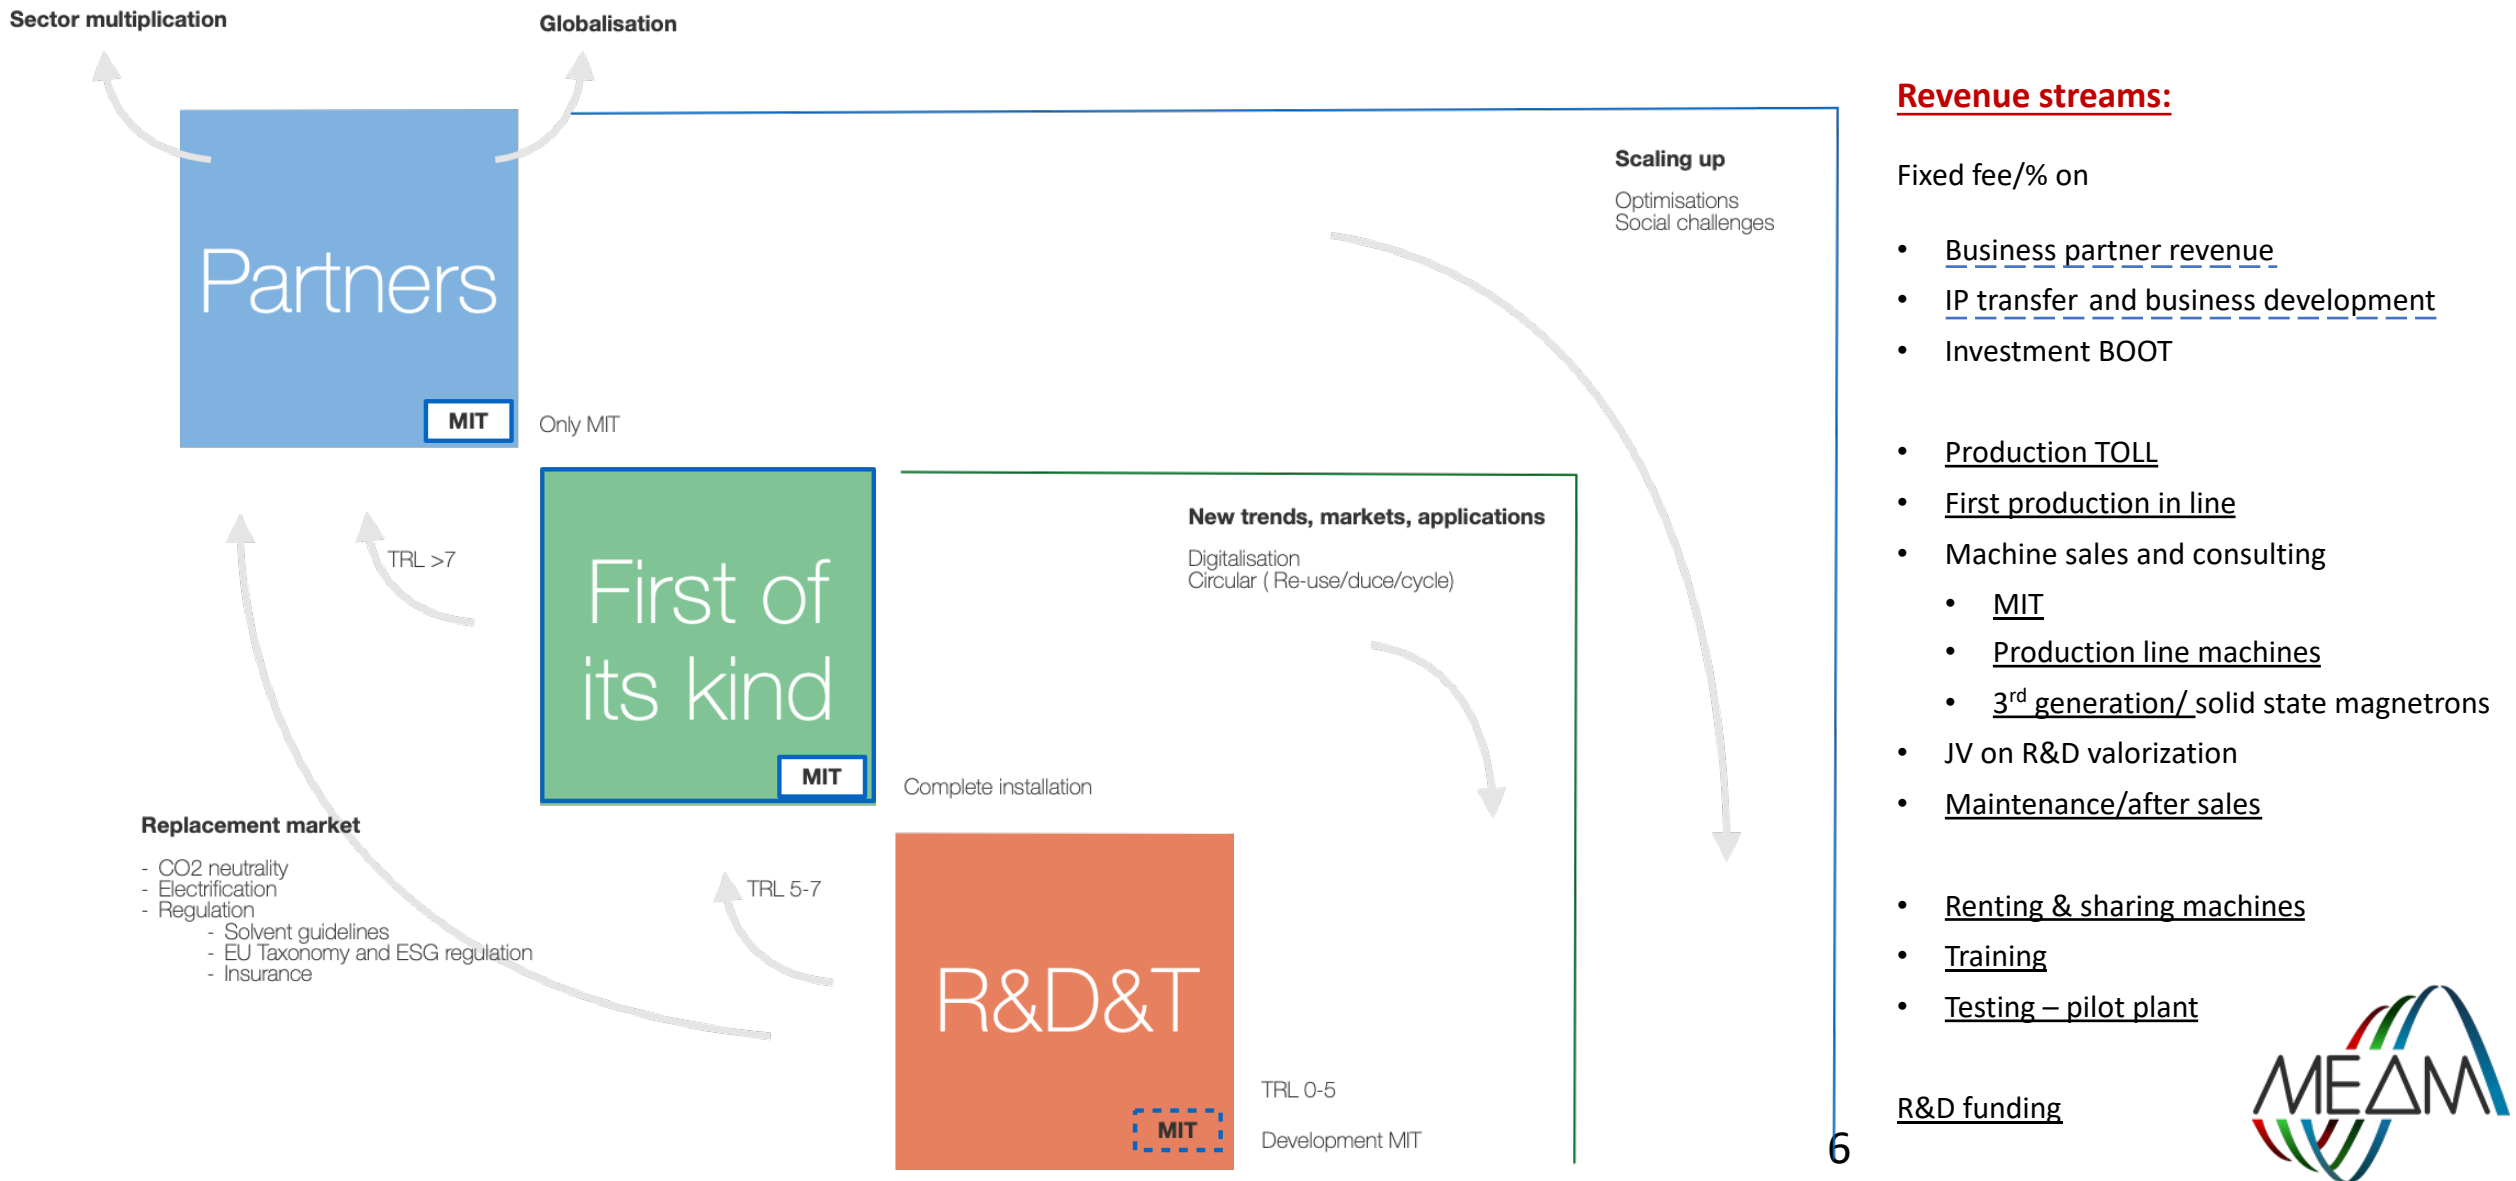 Sector multiplication
Globalisation
Partners
MIT
Only MIT
Scaling up
Optimisations
Social challenges
TRL >7
First of
its kind
MIT
Complete installation
New trends, markets, applications
Digitalisation
Circular ( Re-use/duce/cycle)
Replacement market
- CO2 neutrality
- Electrification
- Regulation
- Solvent guidelines
- EU Taxonomy and ESG regulation
- Insurance
TRL 5-7
R&D&T
MIT
TRL 0-5
Development MIT
6
Revenue streams:
Fixed fee/% on
• Business partner revenue
• IP transfer and business development
• Investment BOOT
• Production TOLL
• First production in line
• Machine sales and consulting
• MIT
• Production line machines
• 3rd generation/ solid state magnetrons
• JV on R&D valorization
• Maintenance/after sales
• Renting & sharing machines
• Training
• Testing – pilot plant
R&D funding
MEAM